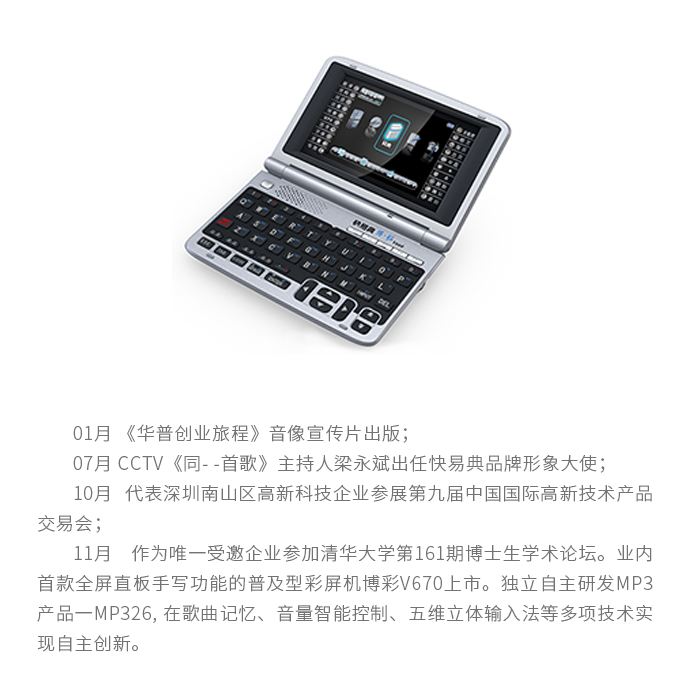 01月 《华普创业旅程》音像宣传片出版；
07月 CCTV《同- -首歌》主持人梁永斌出任快易典品牌形象大使；
10月 代表深圳南山区高新科技企业参展第九届中国国际高新技术产品
交易会；
11月 作为唯一受邀企业参加清华大学第161期博士生学术论坛。业内
首款全屏直板手写功能的普及型彩屏机博彩V670上市。独立自主研发MP3
产品一MP326, 在歌曲记忆、音量智能控制、五维立体输入法等多项技术实
现自主创新。